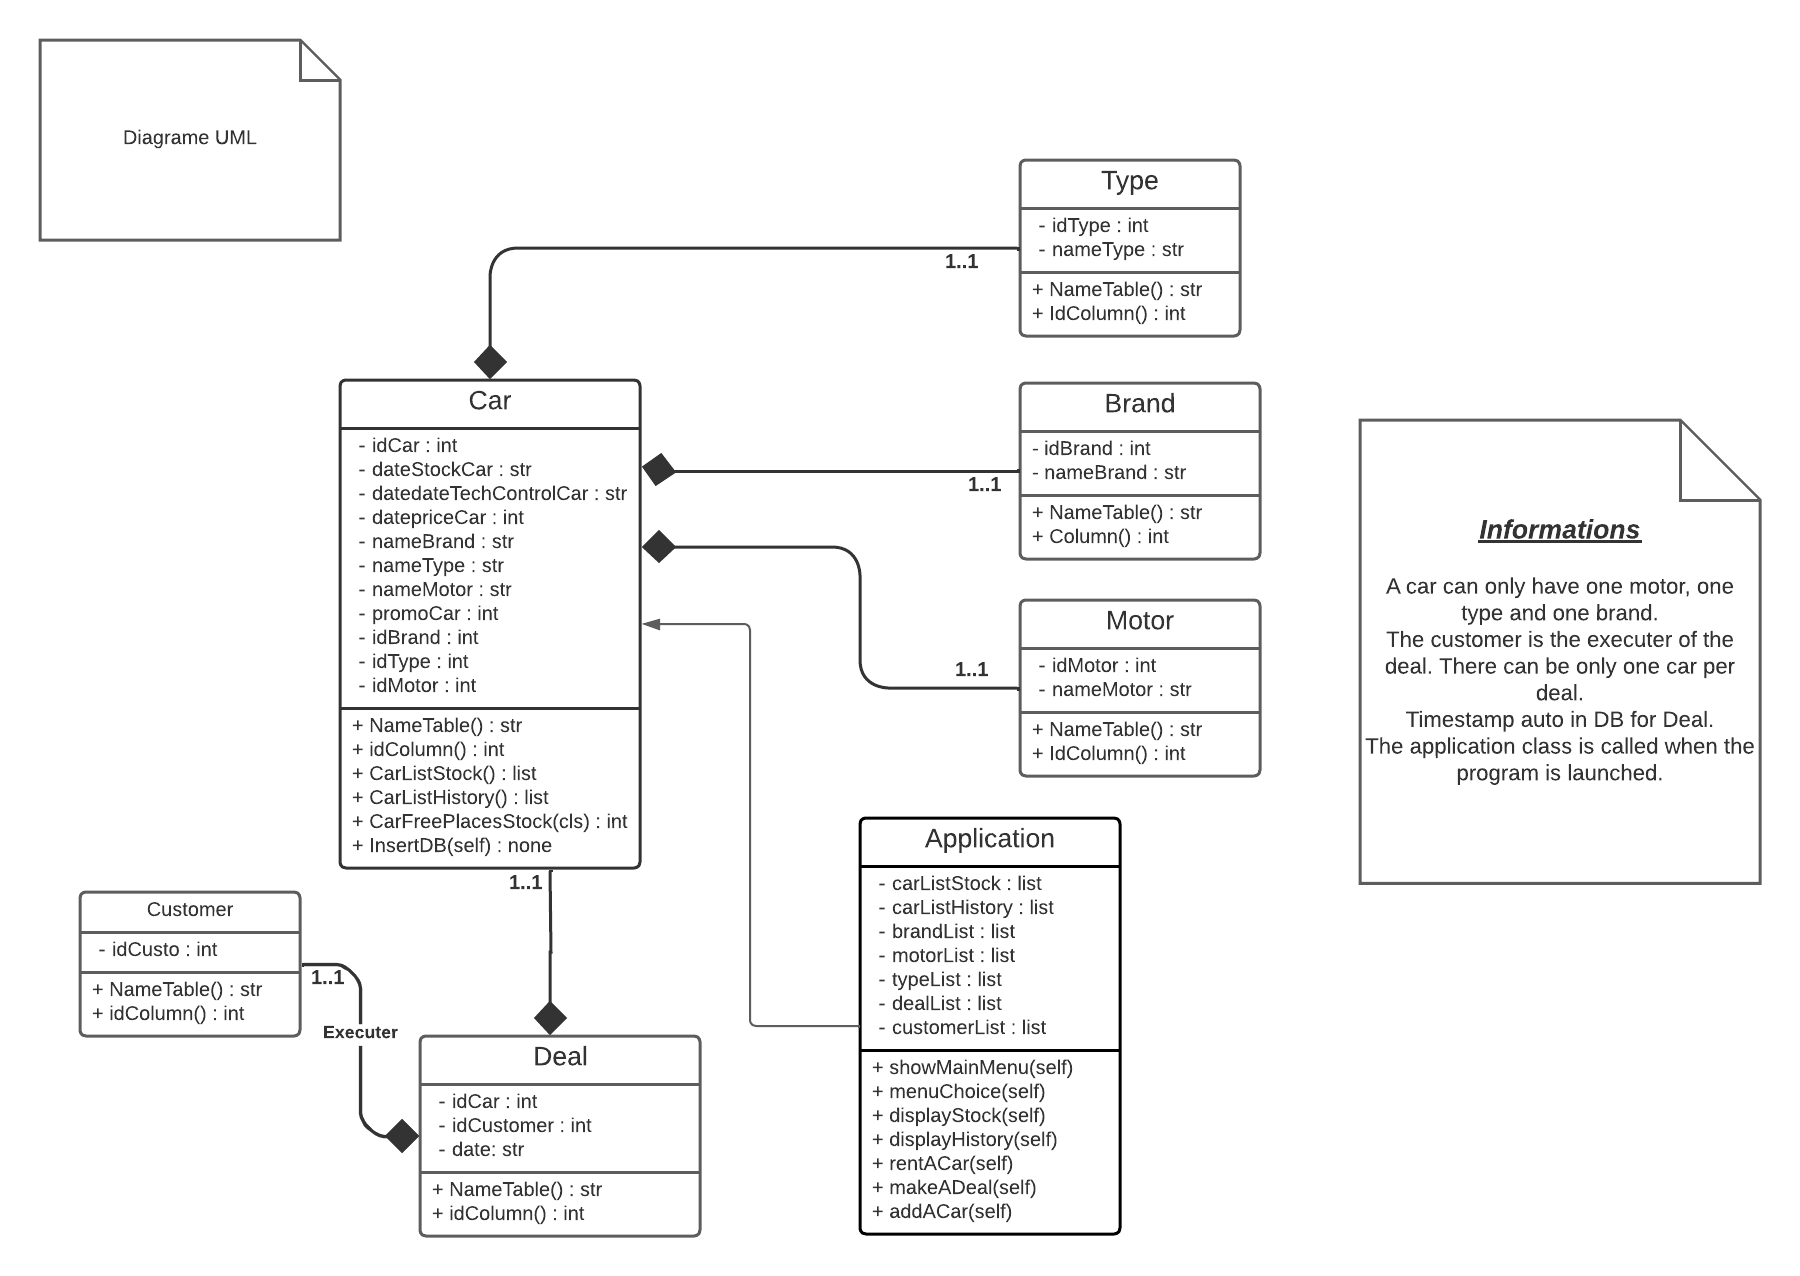 Diagrame UML
Type
- idType : int
- nameType : str
+ NameTable() : str
+ IdColumn() : int
1..1
Car
- idCar : int
- dateStockCar : str
- datedateTechControlCar : str
- datepriceCar : int
- nameBrand : str
- nameType : str
- nameMotor : str
- promoCar : int
- idBrand : int
- idType : int
- idMotor : int
+ NameTable() : str
+ idColumn() : int
+ CarListStock() : list
+ CarListHistory() : list
+ CarFreePlacesStock(cls) : int
+ InsertDB(self) : none
Brand
- idBrand : int
- nameBrand : str
+ NameTable() : str
+ Column() : int
1..1
Motor
- idMotor : int
- nameMotor : str
+ NameTable() : str
+ IdColumn() : int
1..1
Informations
A car can only have one motor, one
type and one brand.
The customer is the executer of the
deal. There can be only one car per
deal.
Timestamp auto in DB for Deal.
The application class is called when the
program is launched.
Application
- carListStock : list
- carListHistory : list
- brandList : list
- motorList : list
- typeList : list
- dealList : list
- customerList : list
+ showMainMenu(self)
+ menuChoice(self)
+ displayStock(self)
+ displayHistory(self)
+ rentACar(self)
+ makeADeal(self)
+ addACar(self)
1..1
Customer
- idCusto : int
+ NameTable() : str
+ idColumn() : int
1..1
Executer
Deal
- idCar : int
- idCustomer : int
- date: str
+ NameTable() : str
+ idColumn() : int